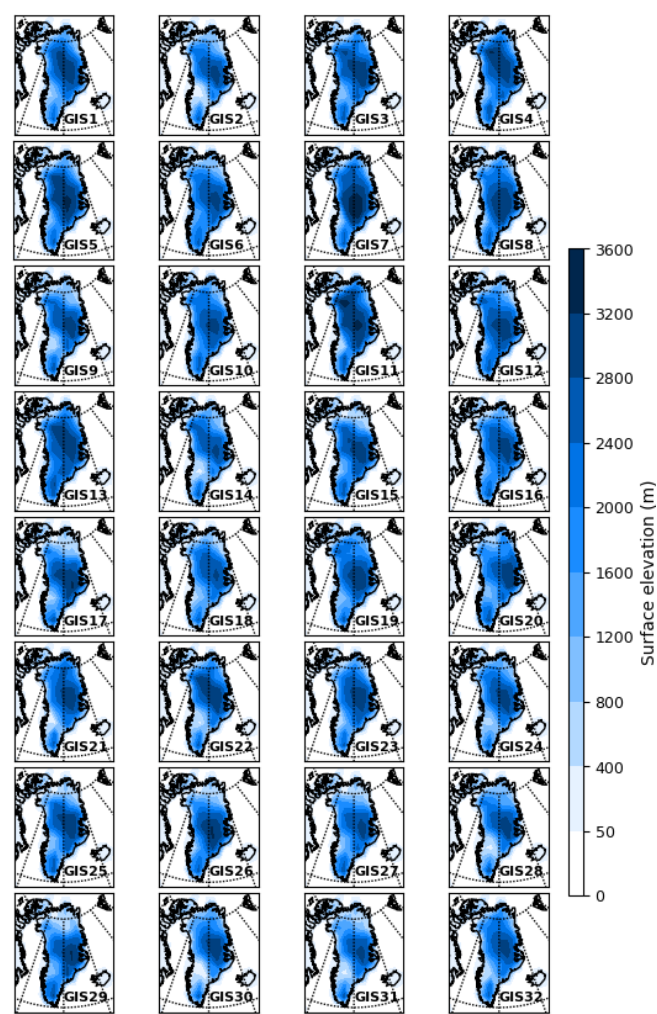 GIS1
GIS2
GIS3
GIS4
GIS5
GIS6
GIS7
GIS8
GIS9
GIS10
GIS11
GIS12
GIS13
GIS14
GIS15
GIS16
GIS17
GIS18
GIS19
GIS20
GIS21
GIS22
GIS23
GIS24
GIS25
GIS26
GIS27
GIS28
GIS29
GIS30
GIS31
GIS32
3600
3200
2800
2400
2000
1600
1200
800
400
50
0
Surface elevation (m)